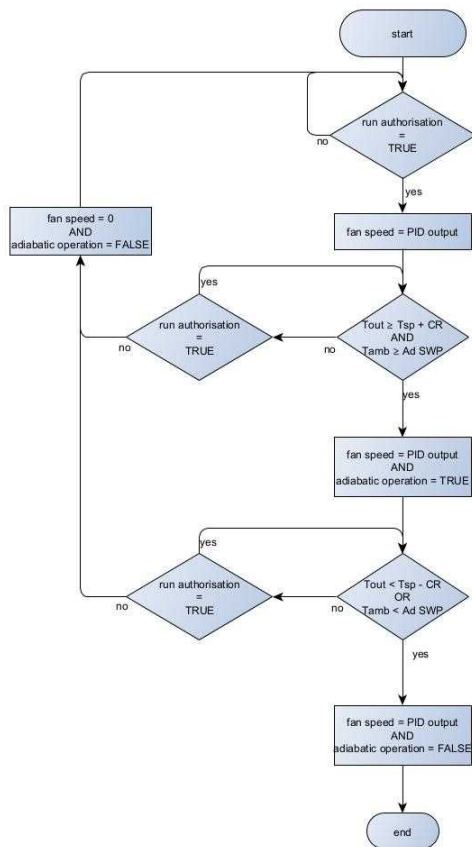 start
run authorisation
=
TRUE
no
yes
fan speed = 0
AND
adiabatic operation = FALSE
fan speed = PID output
yes
run authorisation
=
TRUE
no
Tout ≥ Tsp + CR
AND
Tamb ≥ Ad SWP
no
yes
fan speed = PID output
AND
adiabatic operation = TRUE
yes
run authorisation
=
TRUE
no
Tout < Tsp - CR
OR
Tamb < Ad SWP
no
yes
fan speed = PID output
AND
adiabatic operation = FALSE
end